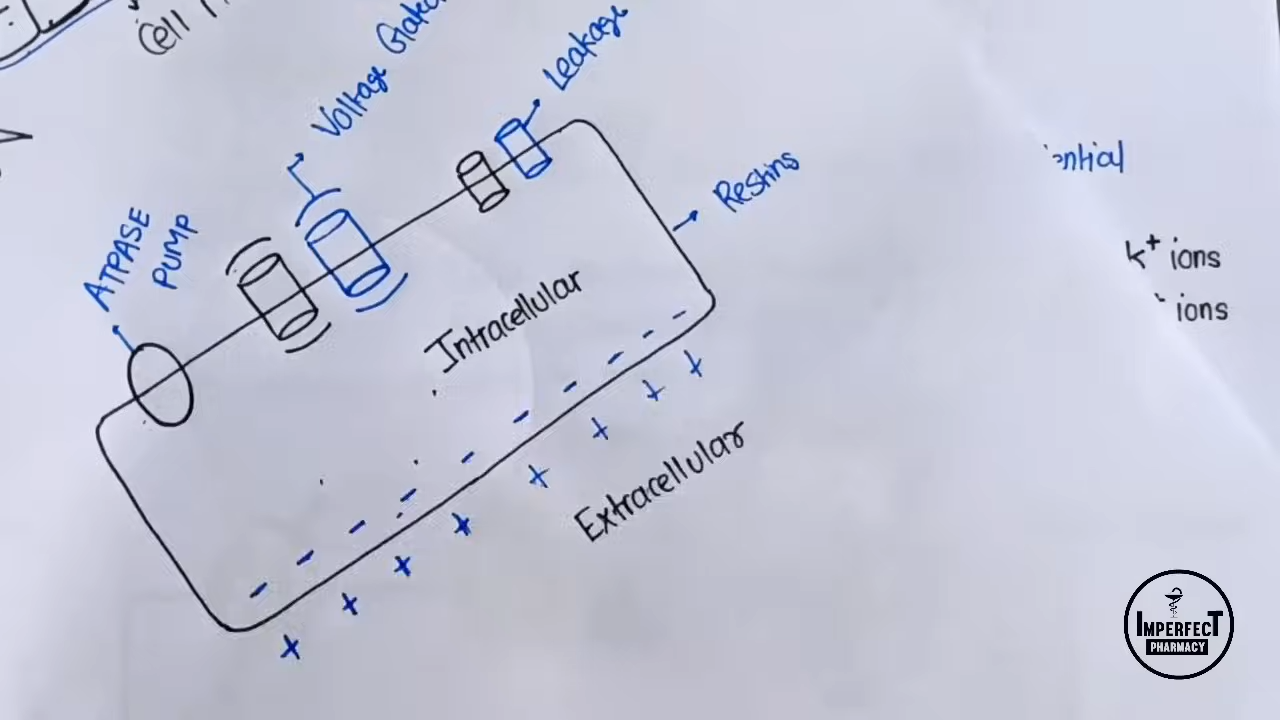 Cell
Voltage Gated
Leakage
ATPASE
PUMP
Resting
Intracellular
Extracellular
K+ ions
ions
IMPERFECT
PHARMACY